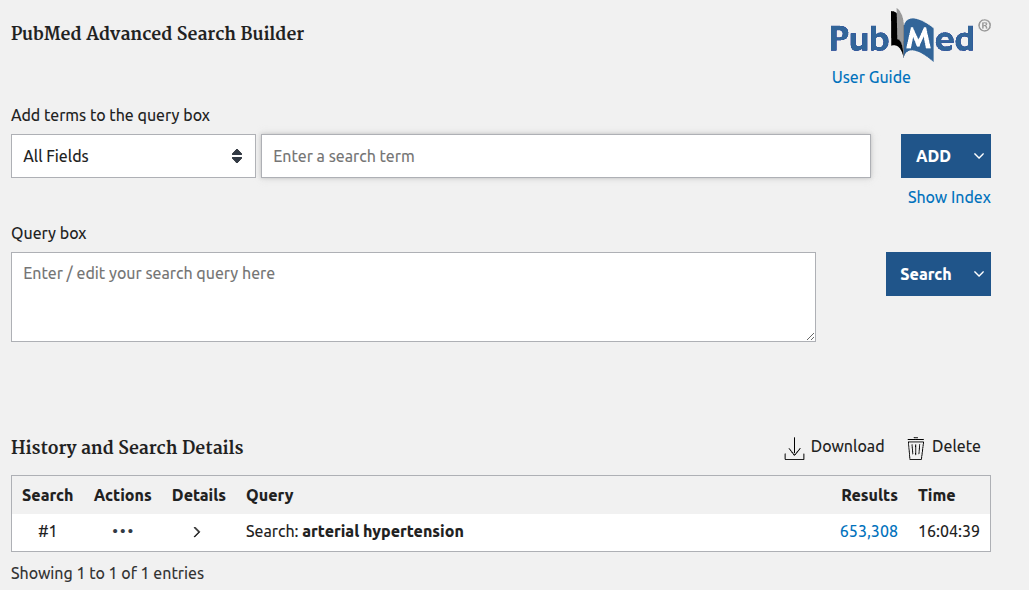 PubMed Advanced Search Builder
PubMed®
User Guide
Add terms to the query box
All Fields Enter a search term ADD
Show Index
Query box
Enter / edit your search query here Search
History and Search Details Download Delete
Search Actions Details Query Results Time
#1 ••• Search: arterial hypertension 653,308 16:04:39
Showing 1 to 1 of 1 entries